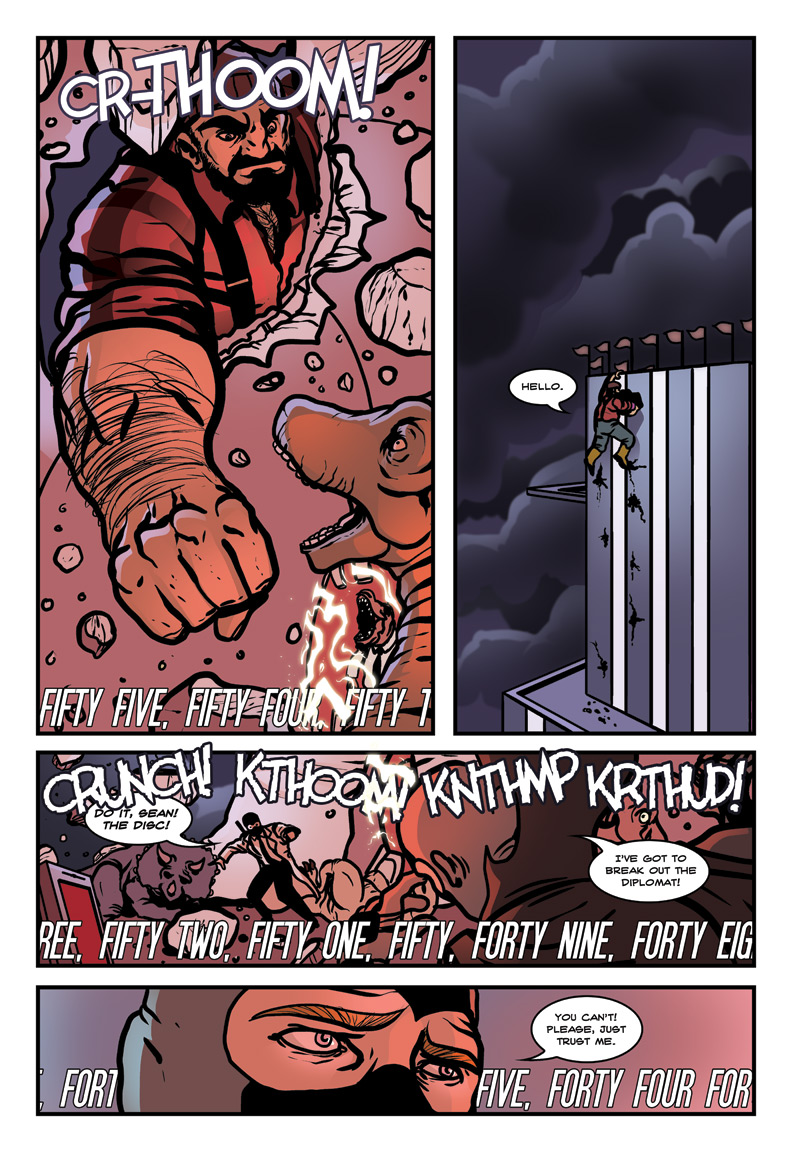 CR-THOOM!
FIFTY FIVE, FIFTY FOUR, FIFTY T
HELLO.
CRUNCH! KTHOOM! KNTHMP KRTHUD!
DO IT, SEAN!
THE DISC!
I'VE GOT TO
BREAK OUT THE
DIPLOMAT!
REE, FIFTY TWO, FIFTY ONE, FIFTY, FORTY NINE, FORTY EIG
YOU CAN'T!
PLEASE, JUST
TRUST ME.
, FORT
FIVE, FORTY FOUR FOR